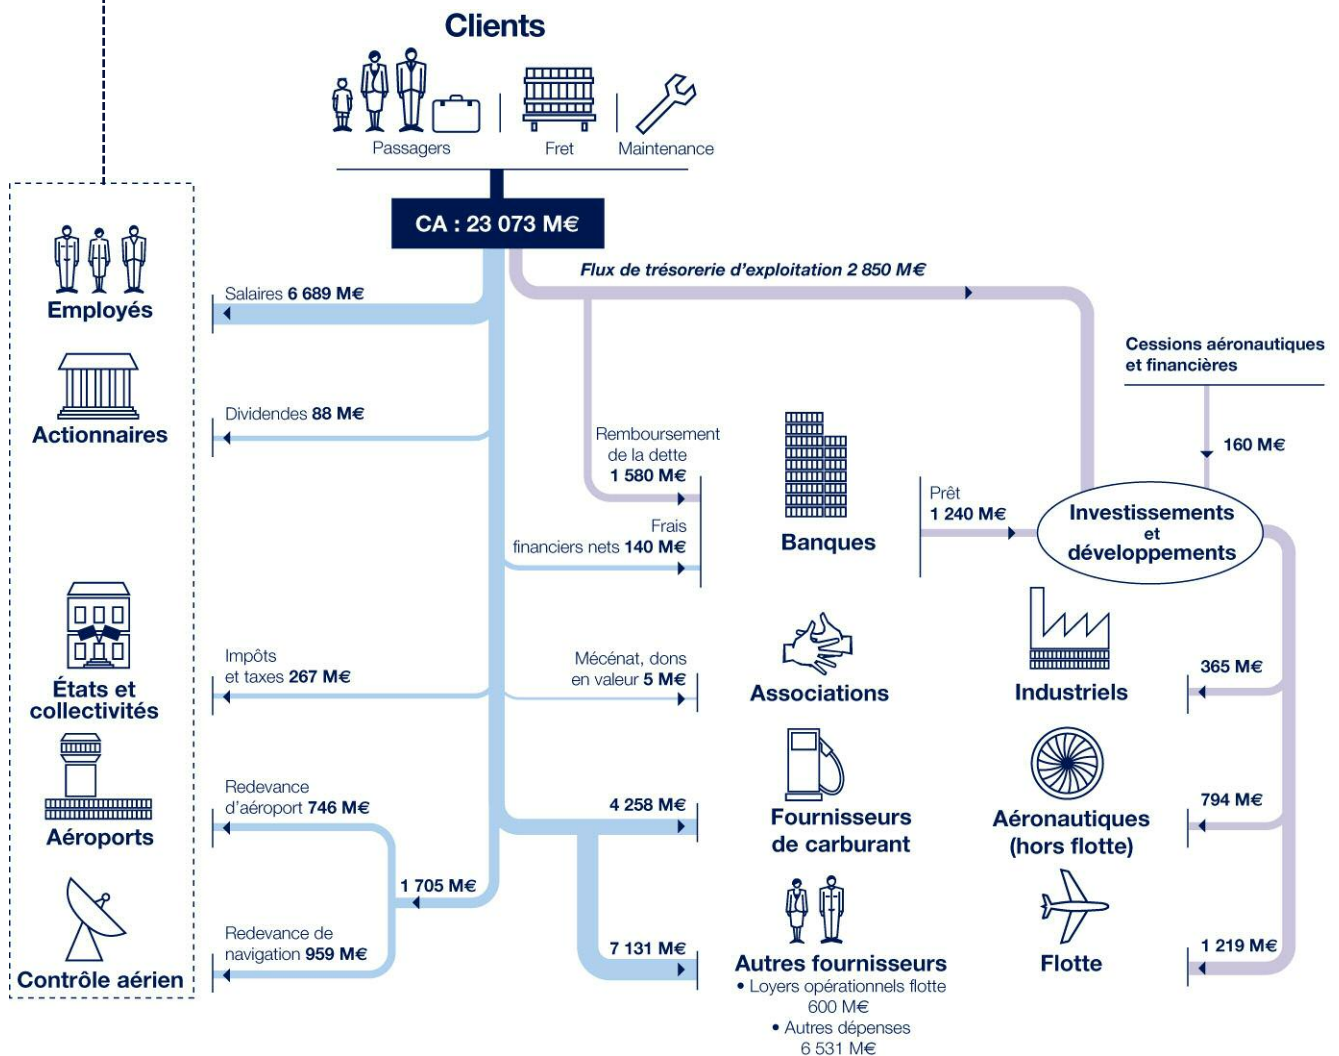 Clients
Passagers
Fret
Maintenance
CA : 23 073 M€
Flux de trésorerie d'exploitation 2 850 M€
Employés
Salaires 6 689 M€
Actionnaires
Dividendes 88 M€
États et
collectivités
Impôts
et taxes 267 M€
Aéroports
Redevance
d'aéroport 746 M€
1 705 M€
Contrôle aérien
Redevance de
navigation 959 M€
Remboursement
de la dette
1 580 M€
Frais
financiers nets 140 M€
Banques
Mécénat, dons
en valeur 5 M€
Associations
4 258 M€
Fournisseurs
de carburant
7 131 M€
Autres fournisseurs
• Loyers opérationnels flotte
600 M€
• Autres dépenses
6 531 M€
Cessions aéronautiques
et financières
160 M€
Prêt
1 240 M€
Investissements
et
développements
Industriels
365 M€
Aéronautiques
(hors flotte)
794 M€
Flotte
1 219 M€